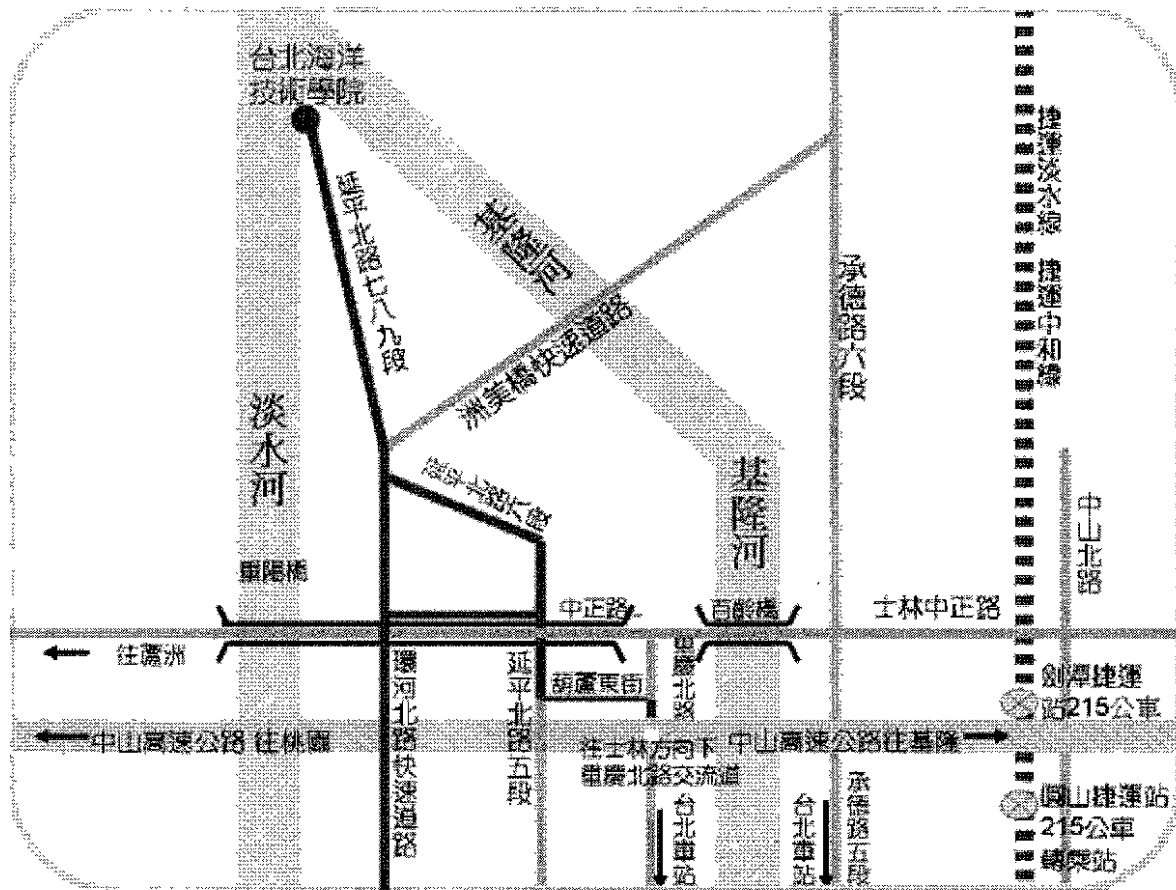 台北海洋
技術學院
捷運淡水線
捷運中和線
延平北路七八九段
基隆河
承德路六段
洲美橋快速道路
淡水河
延平北路六段
基隆河
中山北路
重陽橋
中正路
百齡橋
士林中正路
往蘆洲
環河北路快速道路
延平北路五段
葫蘆東街
重慶北路
劍潭捷運
站215公車
中山高速公路 往桃園
往士林方向下
重慶北路交流道
中山高速公路往基隆
台北車站
台北車站
承德路五段
圓山捷運站
215公車
轉乘站